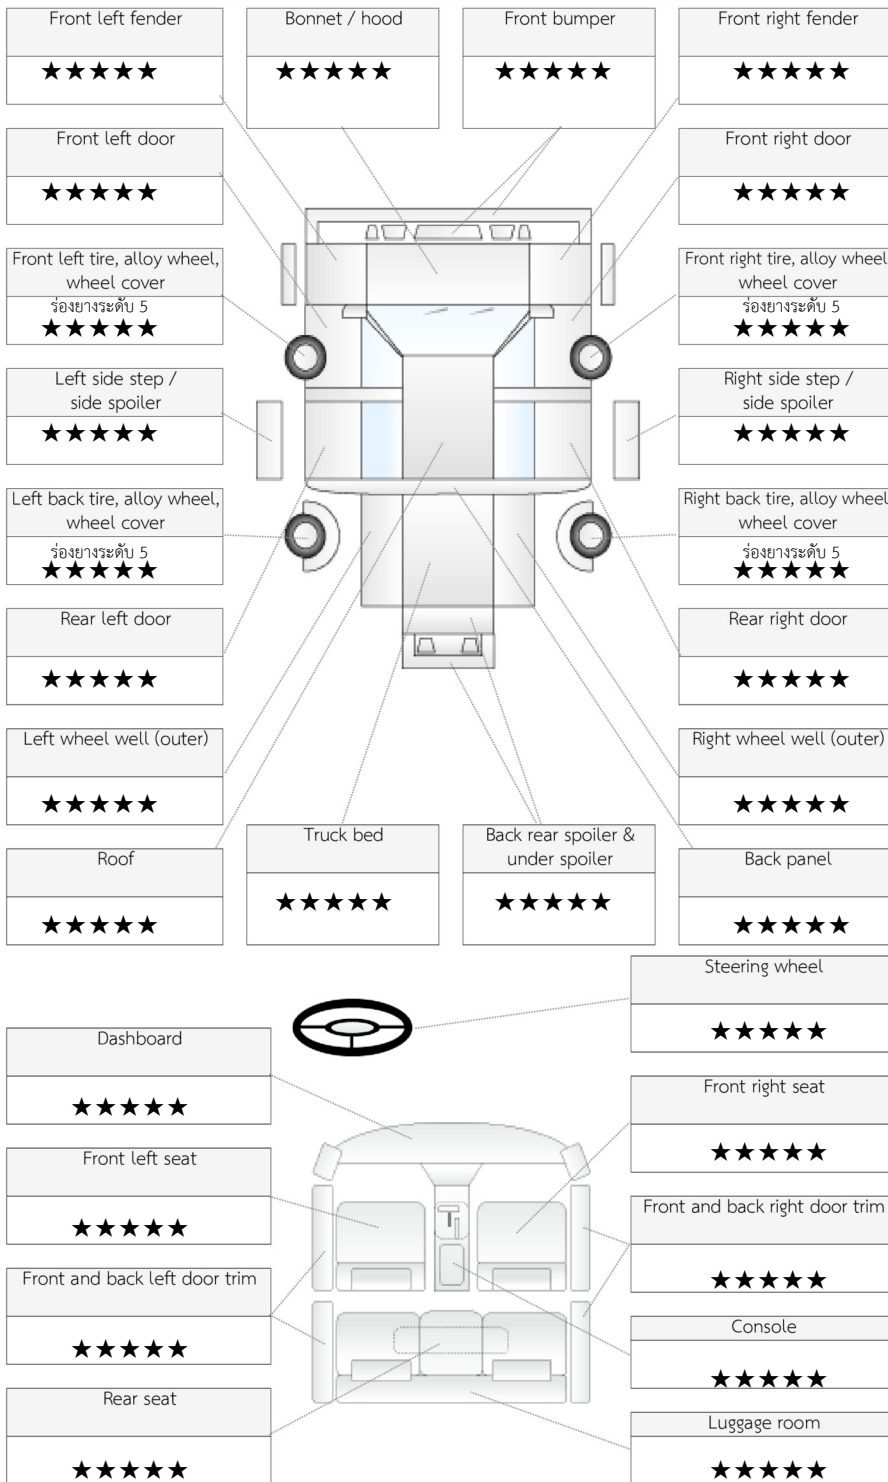 Front left fender
★★★★★
Bonnet / hood
★★★★★
Front bumper
★★★★★
Front right fender
★★★★★
Front left door
★★★★★
Front right door
★★★★★
Front left tire, alloy wheel,
wheel cover
ร่องยางระดับ 5
★★★★★
Front right tire, alloy wheel
wheel cover
ร่องยางระดับ 5
★★★★★
Left side step /
side spoiler
★★★★★
Right side step /
side spoiler
★★★★★
Left back tire, alloy wheel,
wheel cover
ร่องยางระดับ 5
★★★★★
Right back tire, alloy wheel
wheel cover
ร่องยางระดับ 5
★★★★★
Rear left door
★★★★★
Rear right door
★★★★★
Left wheel well (outer)
★★★★★
Right wheel well (outer)
★★★★★
Roof
★★★★★
Truck bed
★★★★★
Back rear spoiler &
under spoiler
★★★★★
Back panel
★★★★★
Steering wheel
★★★★★
Dashboard
★★★★★
Front right seat
★★★★★
Front left seat
★★★★★
Front and back right door trim
★★★★★
Front and back left door trim
★★★★★
Console
★★★★★
Rear seat
★★★★★
Luggage room
★★★★★